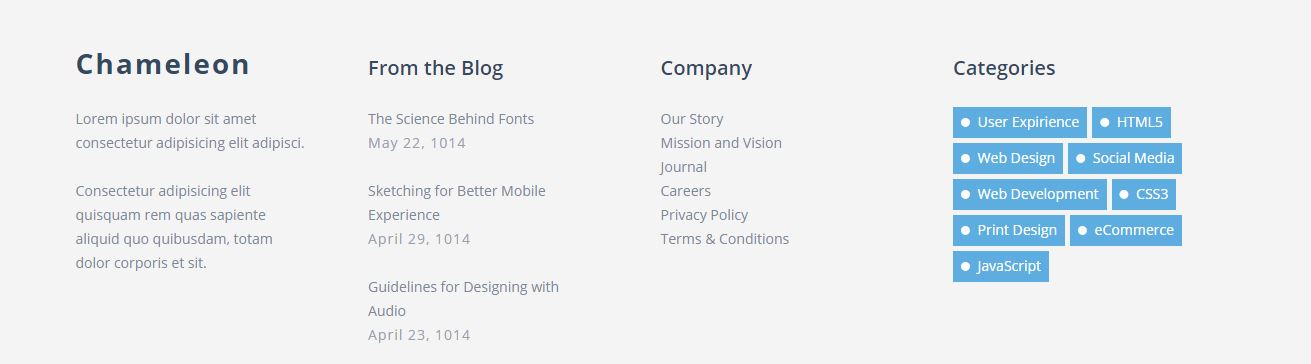 Chameleon
Lorem ipsum dolor sit amet
consectetur adipisicing elit adipisci.
Consectetur adipisicing elit
quisquam rem quas sapiente
aliquid quo quibusdam, totam
dolor corporis et sit.
From the Blog
The Science Behind Fonts
May 22, 1014
Sketching for Better Mobile
Experience
April 29, 1014
Guidelines for Designing with
Audio
April 23, 1014
Company
Our Story
Mission and Vision
Journal
Careers
Privacy Policy
Terms & Conditions
Categories
User Expirience HTML5
Web Design Social Media
Web Development CSS3
Print Design eCommerce
JavaScript